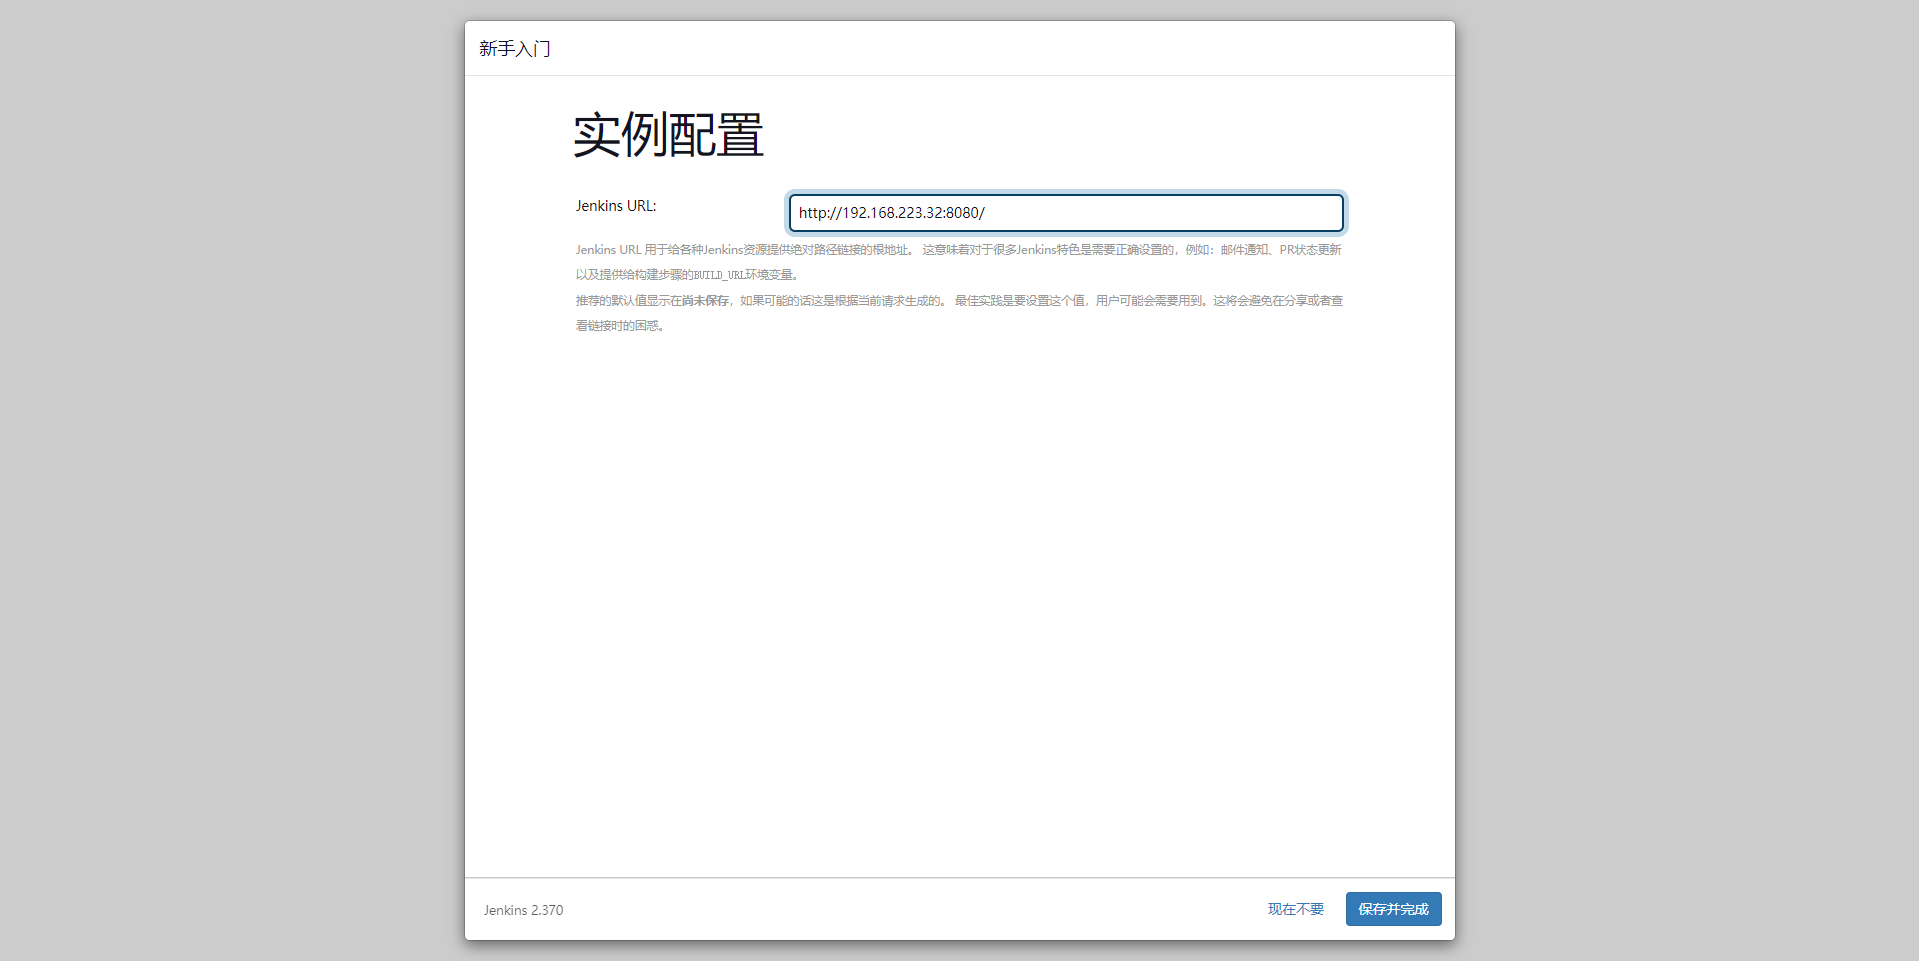 新手入门
实例配置
Jenkins URL:
http://192.168.223.32:8080/
Jenkins URL 用于给各种Jenkins资源提供绝对路径链接的根地址。 这意味着对于很多Jenkins特色是需要正确设置的，例如：邮件通知、PR状态更新
以及提供给构建步骤的BUILD_URL环境变量。
推荐的默认值显示在尚未保存，如果可能的话这是根据当前请求生成的。 最佳实践是要设置这个值，用户可能会需要用到。这将会避免在分享或者查
看链接时的困惑。
Jenkins 2.370
现在不要
保存并完成